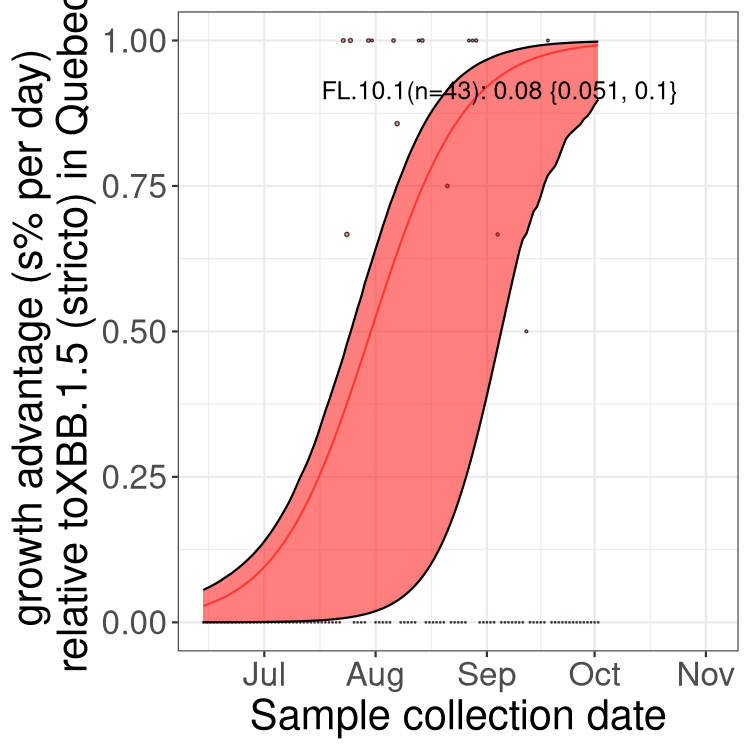 growth advantage (s% per day)
relative toXBB.1.5 (stricto) in Quebec
1.00
0.75
0.50
0.25
0.00
FL.10.1(n=43): 0.08 {0.051, 0.1}
Jul Aug Sep Oct Nov
Sample collection date